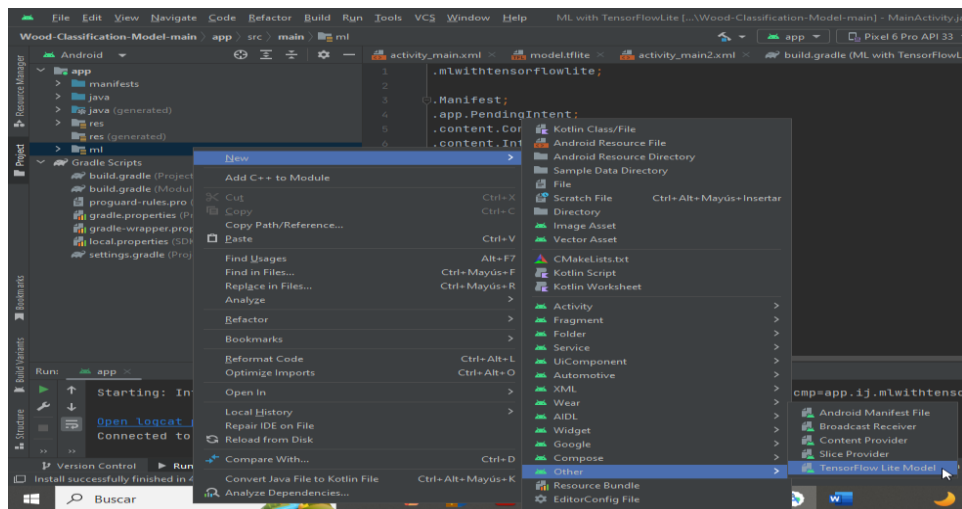 File Edit View Navigate Code Refactor Build Run Tools VCS Window Help ML with TensorFlowLite [...\Wood-Classification-Model-main] - MainActivity.j
Wood-Classification-Model-main app src main ml app Pixel 6 Pro API 33
Android activity_main.xml model.tflite activity_main2.xml build.gradle (ML with TensorFlowL
Resource Manager
Project
Bookmarks
Build Variants
Structure
app
manifests
java
java (generated)
res
res (generated)
ml
Gradle Scripts
build.gradle (Project
build.gradle (Modul
proguard-rules.pro (
gradle.properties (Pr
gradle-wrapper.prop
local.properties (SDK
settings.gradle (Proj
1 .mlwithtensorflowlite;
2
3 .Manifest;
4 .app.PendingIntent;
5 .content.Cor
6 .content.Int
New
Add C++ to Module
Cut Ctrl+X
Copy Ctrl+C
Copy Path/Reference...
Paste Ctrl+V
Find Usages Alt+F7
Find in Files... Ctrl+Mayús+F
Replace in Files... Ctrl+Mayús+R
Analyze
Refactor
Bookmarks
Reformat Code Ctrl+Alt+L
Optimize Imports Ctrl+Alt+O
Open In
Local History
Repair IDE on File
Reload from Disk
Compare With... Ctrl+D
Convert Java File to Kotlin File Ctrl+Alt+Mayús+K
Analyze Dependencies...
Kotlin Class/File
Android Resource File
Android Resource Directory
Sample Data Directory
File
Scratch File Ctrl+Alt+Mayús+Insertar
Directory
Image Asset
Vector Asset
CMakeLists.txt
Kotlin Script
Kotlin Worksheet
Activity
Fragment
Folder
Service
UiComponent
Automotive
XML
Wear
AIDL
Widget
Google
Compose
Other
Resource Bundle
EditorConfig File
Android Manifest File
Broadcast Receiver
Content Provider
Slice Provider
TensorFlow Lite Model
Run: app
Starting: In cmp=app.ij.mlwithtenso
Open logcat p
Connected to
Version Control Run
Install successfully finished in 4
Buscar